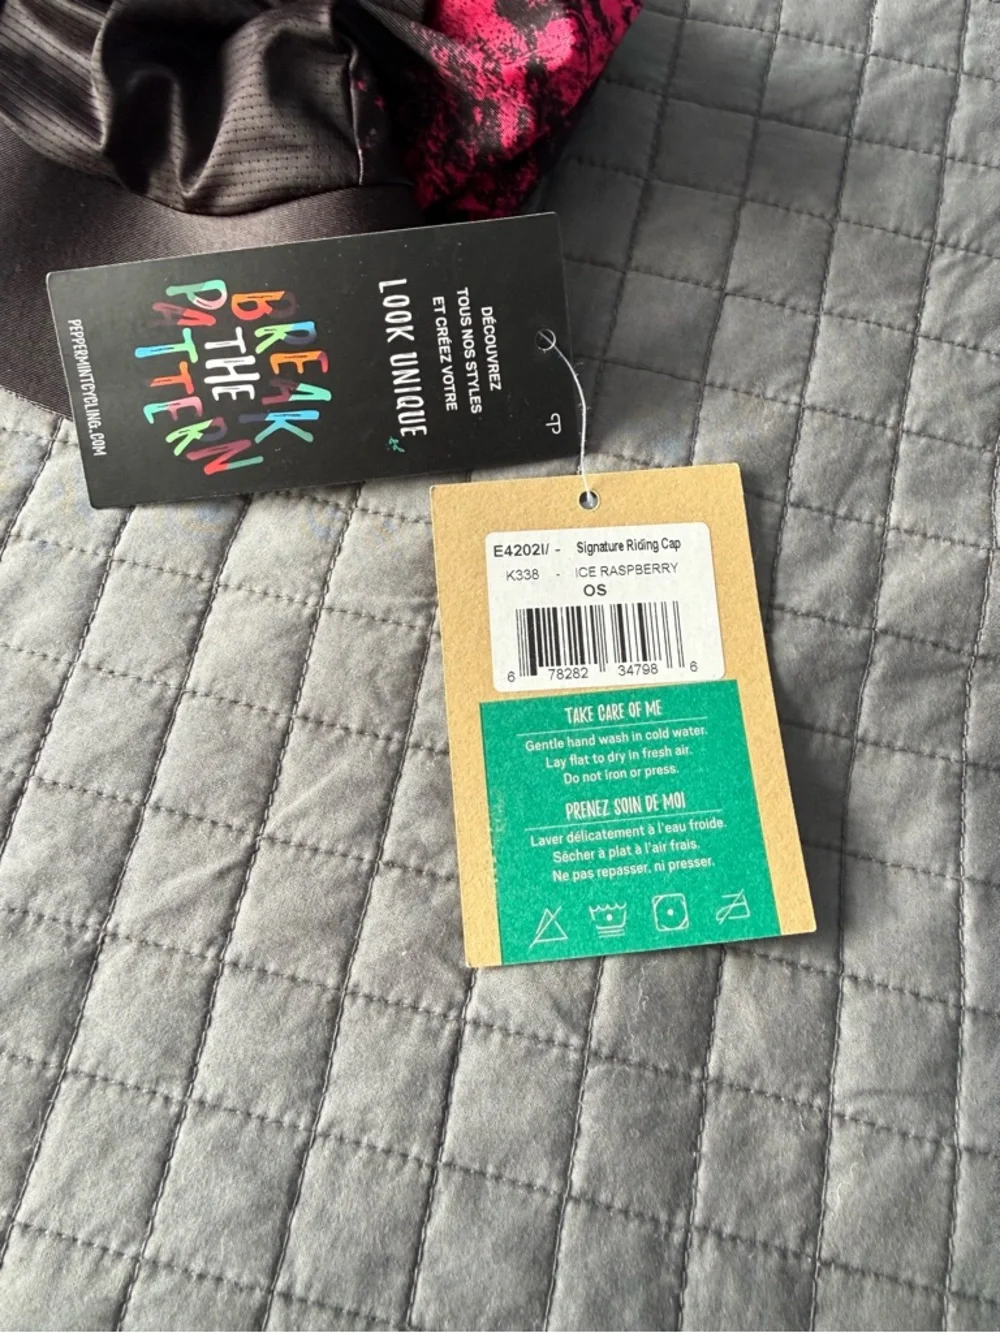 BREAK
THE
PATTERN
LOOK UNIQUE
DÉCOUVREZ
TOUS NOS STYLES
ET CRÉEZ VOTRE
PEPPERMINTCYCLING.COM
E4202I/ - Signature Riding Cap
K338 - ICE RASPBERRY
OS
6 78282 34798 6
TAKE CARE OF ME
Gentle hand wash in cold water.
Lay flat to dry in fresh air.
Do not iron or press.
PRENEZ SOIN DE MOI
Laver délicatement à l'eau froide.
Sécher à plat à l'air frais.
Ne pas repasser, ni presser.